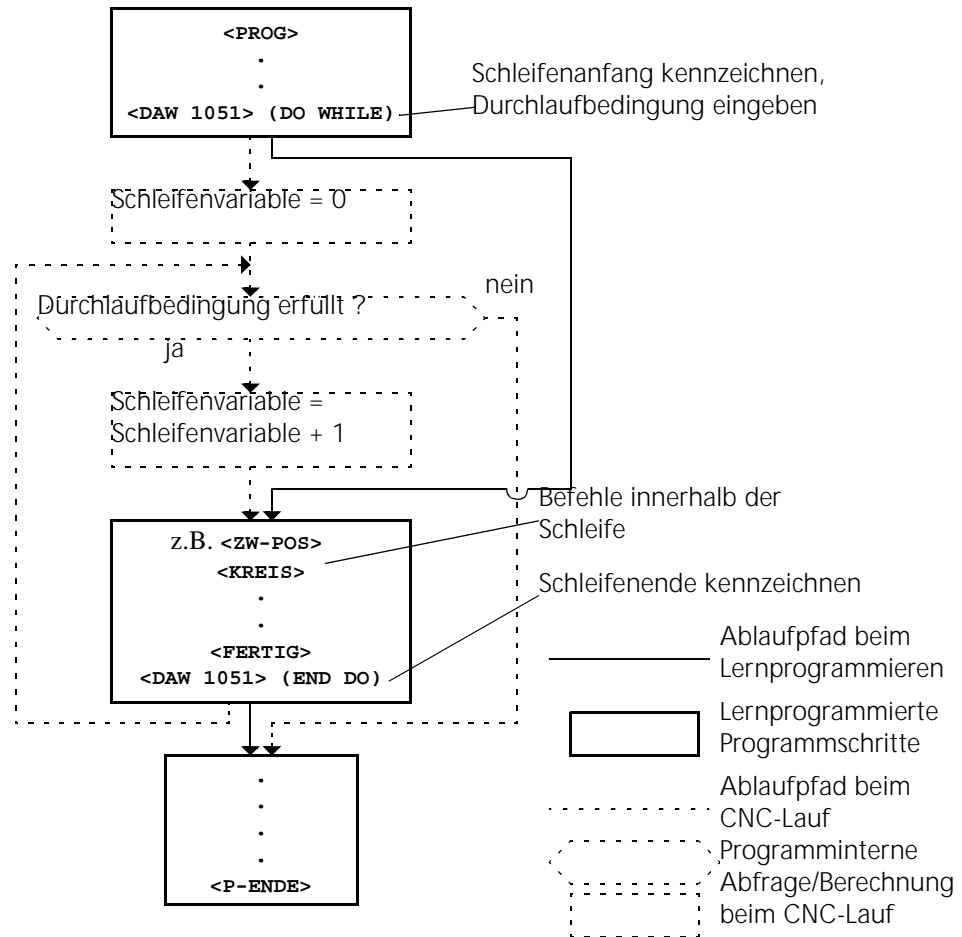 <PROG>
.
.
<DAW 1051> (DO WHILE)
Schleifenanfang kennzeichnen,
Durchlaufbedingung eingeben
Schleifenvariable = 0
nein
Durchlaufbedingung erfüllt ?
ja
Schleifenvariable =
Schleifenvariable + 1
Befehle innerhalb der
Schleife
z.B. <ZW-POS>
<KREIS>
.
.
<FERTIG>
<DAW 1051> (END DO)
Schleifenende kennzeichnen
Ablaufpfad beim
Lernprogrammieren
Lernprogrammierte
Programmschritte
Ablaufpfad beim
CNC-Lauf
Programminterne
Abfrage/Berechnung
beim CNC-Lauf
.
.
.
.
<P-ENDE>